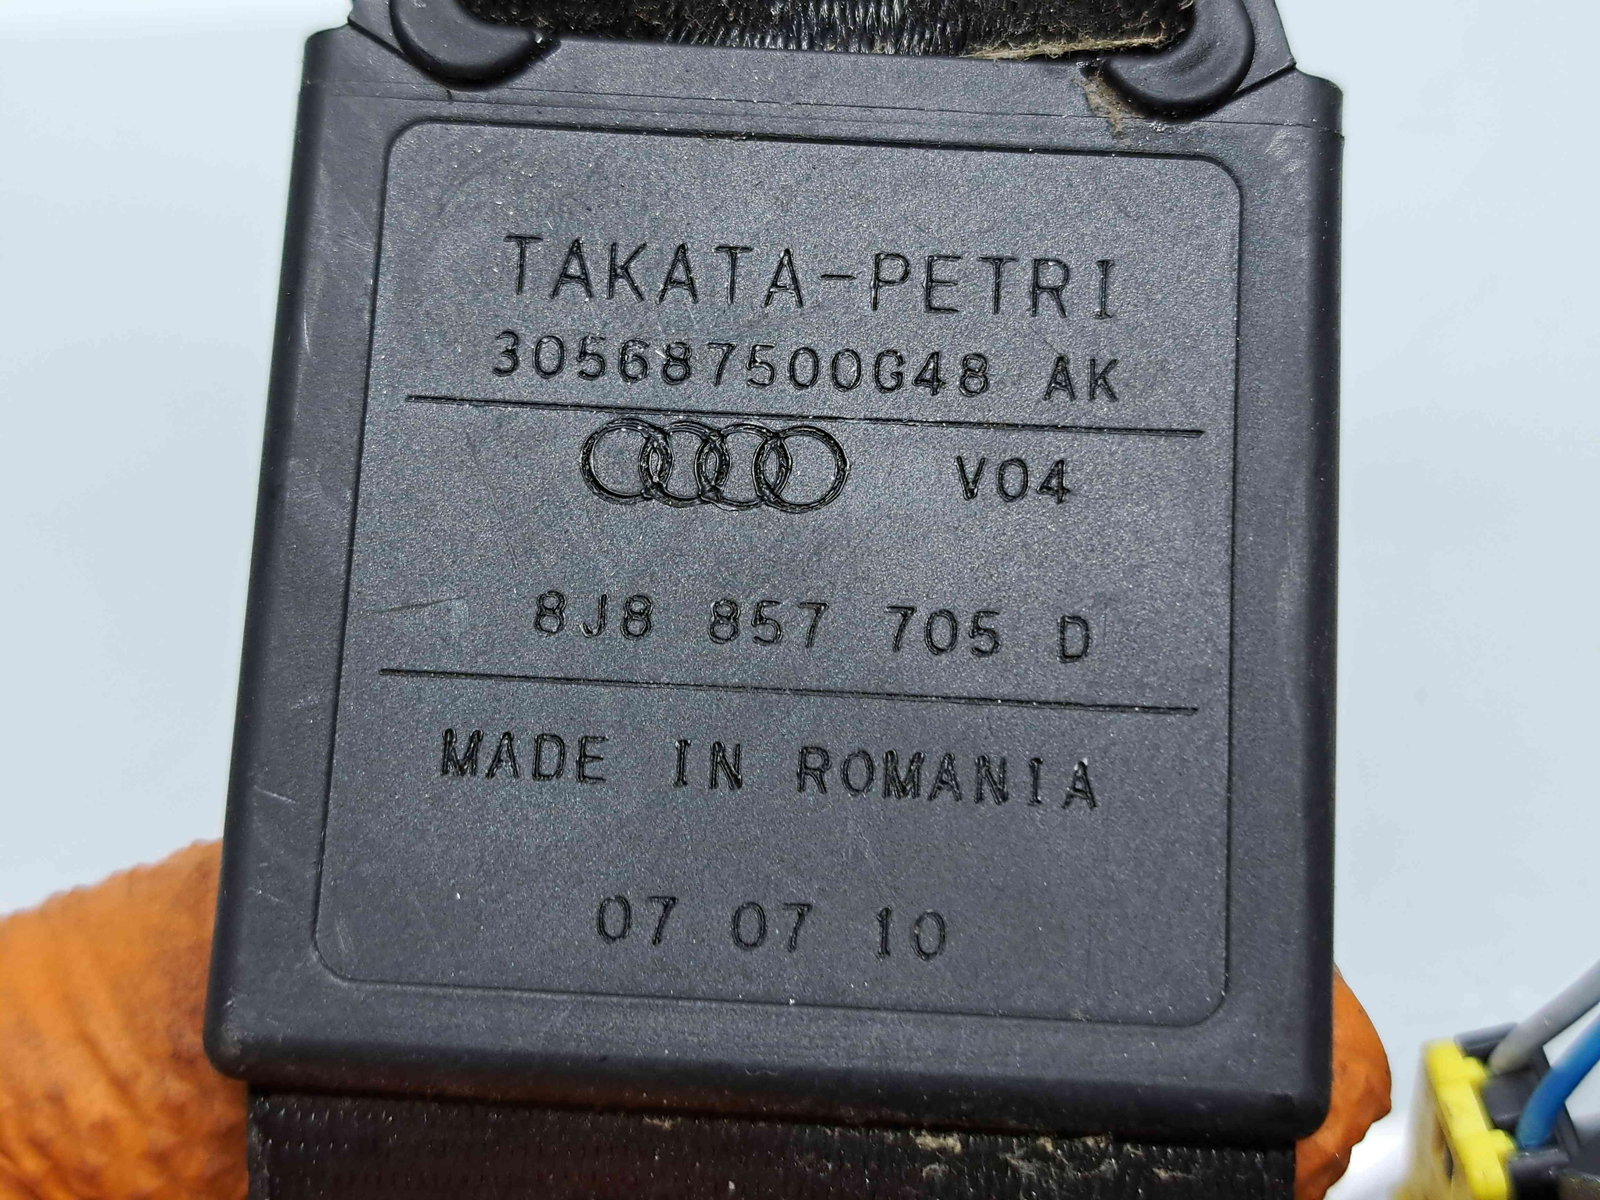 TAKATA-PETRI
305687500G48 AK
V04
8J8 857 705 D
MADE IN ROMANIA
07 07 10